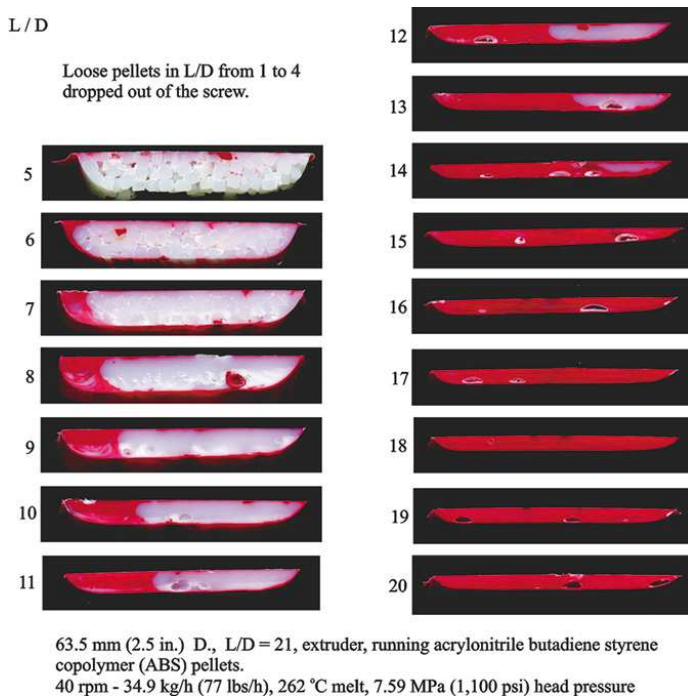 L / D
Loose pellets in L/D from 1 to 4
dropped out of the screw.
5
6
7
8
9
10
11
12
13
14
15
16
17
18
19
20
63.5 mm (2.5 in.) D., L/D = 21, extruder, running acrylonitrile butadiene styrene
copolymer (ABS) pellets.
40 rpm - 34.9 kg/h (77 lbs/h), 262 °C melt, 7.59 MPa (1,100 psi) head pressure